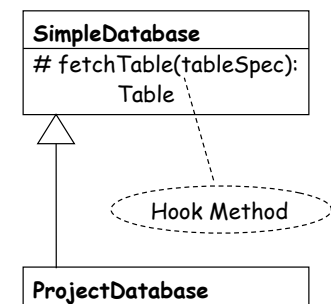 SimpleDatabase
# fetchTable(tableSpec):
Table
Hook Method
ProjectDatabase